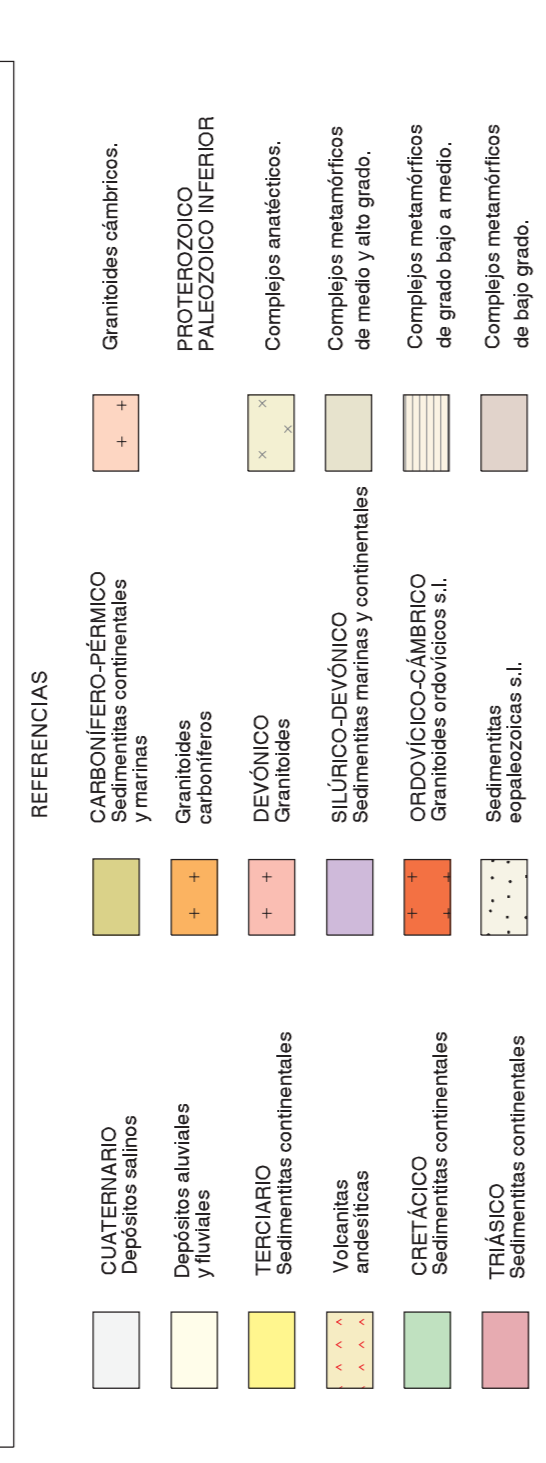 REFERENCIAS
CUATERNARIO
Depósitos salinos
Depósitos aluviales
y fluviales
TERCIARIO
Sedimentitas continentales
Volcanitas
andesíticas
CRETÁCICO
Sedimentitas continentales
TRIÁSICO
Sedimentitas continentales
CARBONÍFERO-PÉRMICO
Sedimentitas continentales
y marinas
Granitoides
carboníferos
DEVÓNICO
Granitoides
SILÚRICO-DEVÓNICO
Sedimentitas marinas y continentales
ORDOVÍCICO-CÁMBRICO
Granitoides ordovícicos s.l.
Sedimentitas
eopaleozoicas s.l.
Granitoides cámbricos.
PROTEROZOICO
PALEOZOICO INFERIOR
Complejos anatécticos.
Complejos metamórficos
de medio y alto grado.
Complejos metamórficos
de grado bajo a medio.
Complejos metamórficos
de bajo grado.